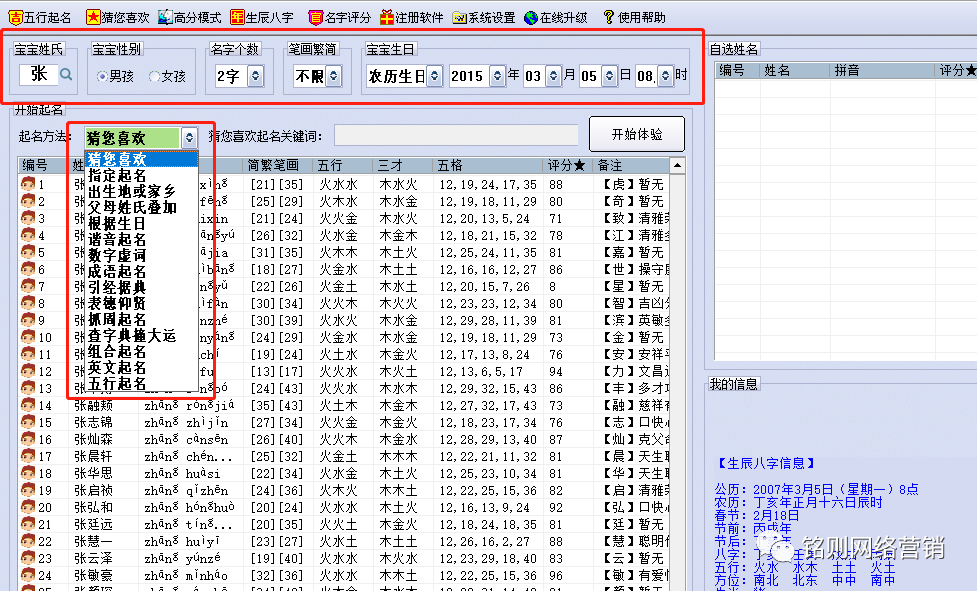 五行起名 猜您喜欢 高分模式 生辰八字 名字评分 注册软件 系统设置 在线升级 使用帮助
宝宝姓氏 宝宝性别 名字个数 笔画繁简 宝宝生日 自选姓名
张 男孩 女孩 2字 不限 农历生日 2015 年 03 月 05 日 08. 时
编号 姓名 拼音 评分★
开始起名
起名方法: 猜您喜欢 猜您喜欢起名关键词: 开始体验
猜您喜欢
指定起名
出生地或家乡
父母姓氏叠加
根据生日
谐音起名
数字虚词
成语起名
引经据典
表德仰贤
抓周起名
查字典撞大运
组合起名
英文起名
五行起名
编号 简繁笔画 五行 三才 五格 评分★ 备注
1 [21][35] 火水水 木水火 12,19,24,17,35 88 【虎】暂无
2 [25][29] 火木水 木水金 12,19,18,11,29 80 【奇】暂无
3 [21][21] 火水火 木火火 12,20,13,5,24 71 【致】清雅
4 [26][32] 火水金 木金木 12,18,21,15,32 78 【江】清雅
5 [31][35] 火木木 木土火 12,25,24,11,35 81 【嘉】暂无
6 [18][27] 火金水 木土土 12,16,16,12,27 86 【世】操守
7 [22][26] 火金土 木水土 12,20,15,7,26 8 【星】暂无
8 [30][34] 火火木 木火火 12,23,23,12,34 80 【智】吉凶
9 [30][39] 火水火 木水金 12,29,28,11,39 81 【滨】英敏
10 [24][29] 火火金 木水金 12,19,18,11,29 73 【金】暂无
11 [19][24] 火土水 木火金 12,17,13,8,24 76 【安】安祥
12 [13][17] 火火水 木火土 12,13,6,5,17 94 【力】文昌
13 [24][43] 火水水 木水火 12,29,32,15,43 86 【丰】多才
14 张融颊 zhāng róngjiá [35][43] 火土木 木金木 12,27,32,17,43 73 【融】慈祥
15 张志锦 zhāng zhìjǐn [27][34] 火火金 木火金 12,18,23,17,34 76 【志】口快
16 张灿森 zhāng cànsēn [26][40] 火火木 木金水 12,28,29,13,40 87 【灿】克父
17 张晨轩 zhāng chén... [25][32] 火金土 木木木 12,22,21,11,32 81 【晨】天生
18 张华思 zhāng huásī [22][34] 火水金 木土火 12,25,23,10,34 81 【华】天生
19 张启祯 zhāng qǐzhēn [24][36] 火木火 木木土 12,22,25,15,36 82 【启】清雅
20 张弘和 zhāng hónghuò [20][24] 火水水 木土水 12,16,13,9,24 92 【弘】口快
21 张廷远 zhāng tíng... [20][35] 火火土 木金火 12,18,24,18,35 81 【廷】暂无
22 张慧一 zhāng huìyī [23][27] 火水土 木土土 12,26,16,2,27 88 【慧】聪明
23 张云泽 zhāng yúnzé [19][40] 火水水 木火水 12,23,29,18,40 83 【云】暂无
24 张敏豪 zhāng mǐnháo [32][36] 火水水 木木土 12,22,25,15,36 96 【敏】有爱
我的信息
【生辰八字信息】
公历: 2007年3月5日(星期一)8点
农历: 丁亥年正月十六日辰时
春节: 2月18日
节前: 丙戌年
节后:
八字:
五行: 火水 水木 土土 火土
方位: 南北 北东 中中 南中
铭则网络营销